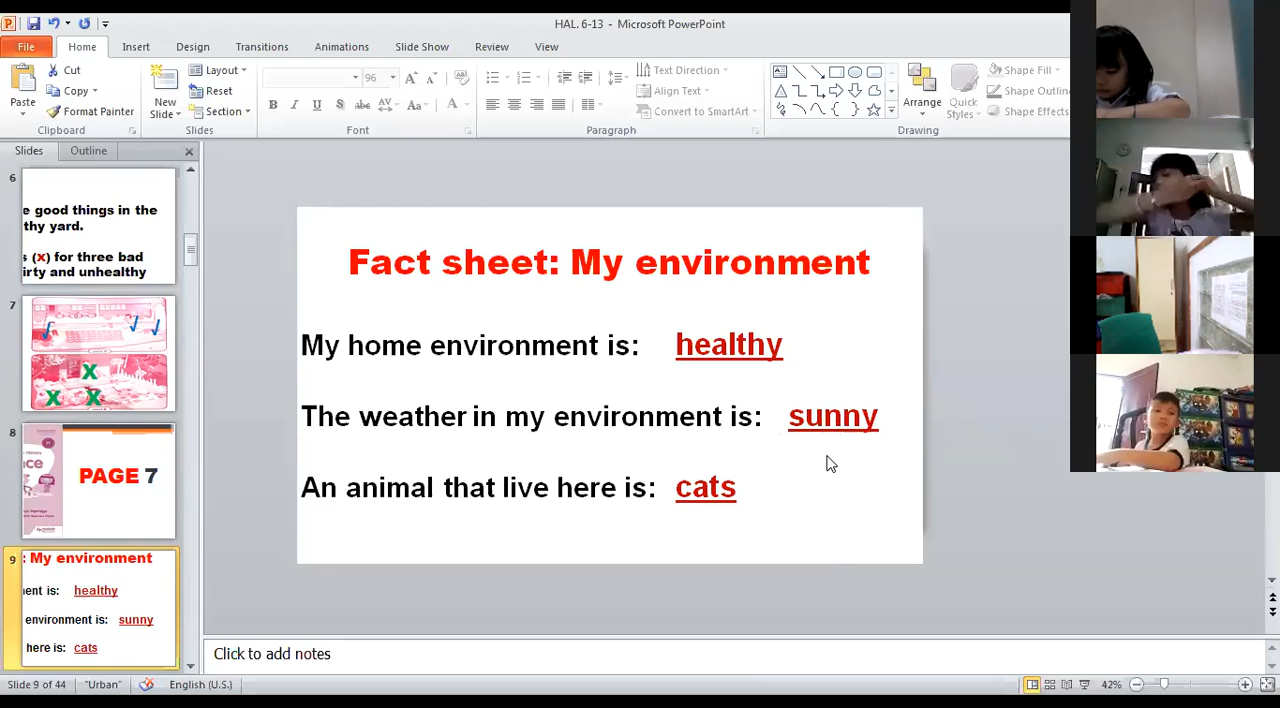 HAL. 6-13 - Microsoft PowerPoint
File Home Insert Design Transitions Animations Slide Show Review View
Cut
Copy
Format Painter
Paste
Clipboard
New
Slide
Layout
Reset
Section
Slides
96
Font
Text Direction
Align Text
Convert to SmartArt
Paragraph
Arrange
Quick
Styles
Shape Fill
Shape Outline
Shape Effects
Drawing
Slides Outline
6
e good things in the
thy yard.
s (x) for three bad
irty and unhealthy
7
8
PAGE 7
9
: My environment
ent is: healthy
environment is: sunny
here is: cats
Fact sheet: My environment
My home environment is: healthy
The weather in my environment is: sunny
An animal that live here is: cats
Click to add notes
Slide 9 of 44 "Urban" English (U.S.) 42%